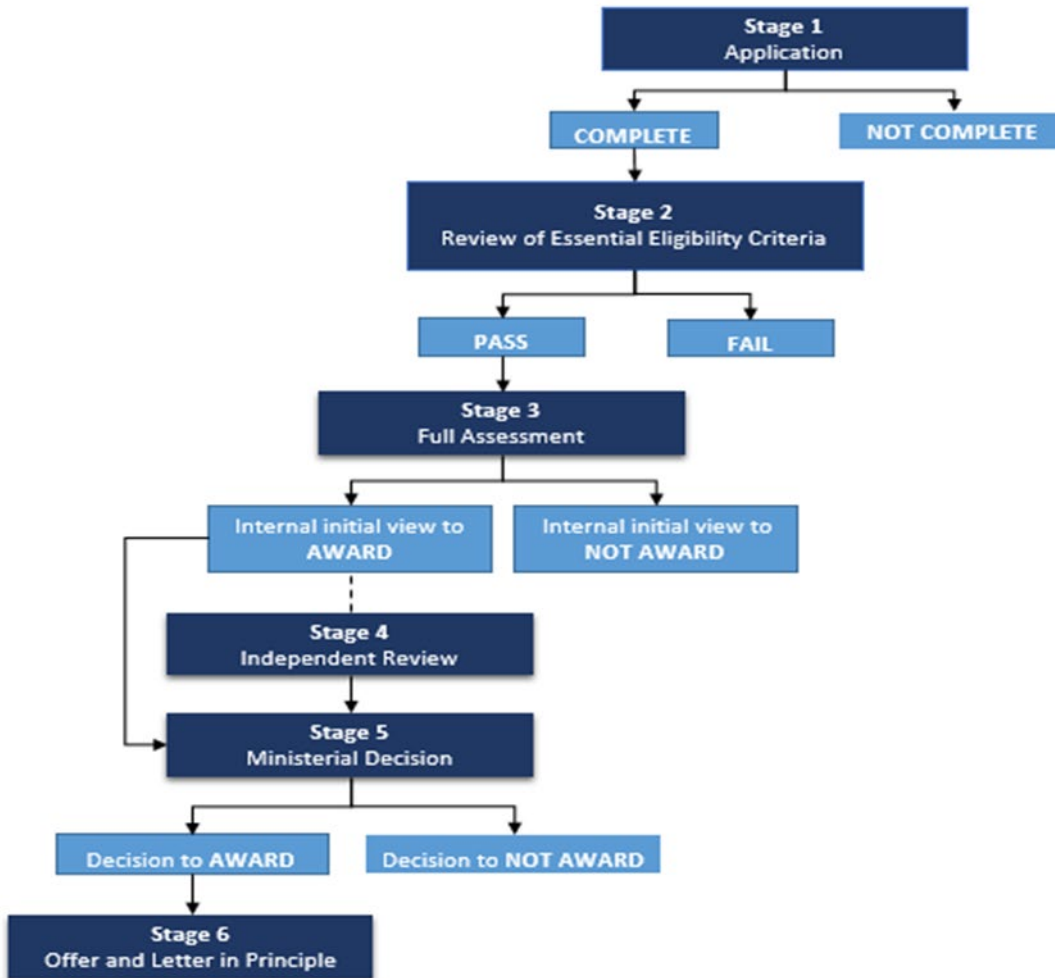 Stage 1
Application
COMPLETE
NOT COMPLETE
Stage 2
Review of Essential Eligibility Criteria
PASS
FAIL
Stage 3
Full Assessment
Internal initial view to
AWARD
Internal initial view to
NOT AWARD
Stage 4
Independent Review
Stage 5
Ministerial Decision
Decision to AWARD
Decision to NOT AWARD
Stage 6
Offer and Letter in Principle